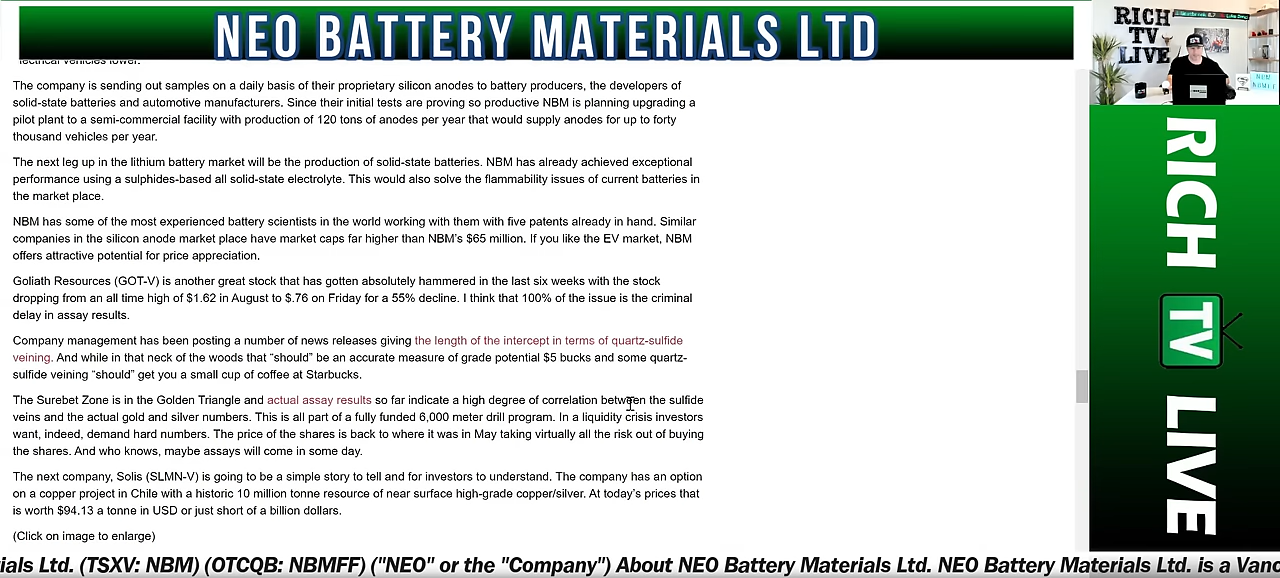 NEO BATTERY MATERIALS LTD
RICH
TV
LIVE
lectrical vehicles lower.
The company is sending out samples on a daily basis of their proprietary silicon anodes to battery producers, the developers of
solid-state batteries and automotive manufacturers. Since their initial tests are proving so productive NBM is planning upgrading a
pilot plant to a semi-commercial facility with production of 120 tons of anodes per year that would supply anodes for up to forty
thousand vehicles per year.
The next leg up in the lithium battery market will be the production of solid-state batteries. NBM has already achieved exceptional
performance using a sulphides-based all solid-state electrolyte. This would also solve the flammability issues of current batteries in
the market place.
NBM has some of the most experienced battery scientists in the world working with them with five patents already in hand. Similar
companies in the silicon anode market place have market caps far higher than NBM's $65 million. If you like the EV market, NBM
offers attractive potential for price appreciation.
Goliath Resources (GOT-V) is another great stock that has gotten absolutely hammered in the last six weeks with the stock
dropping from an all time high of $1.62 in August to $.76 on Friday for a 55% decline. I think that 100% of the issue is the criminal
delay in assay results.
Company management has been posting a number of news releases giving the length of the intercept in terms of quartz-sulfide
veining. And while in that neck of the woods that “should” be an accurate measure of grade potential $5 bucks and some quartz-
sulfide veining “should” get you a small cup of coffee at Starbucks.
The Surebet Zone is in the Golden Triangle and actual assay results so far indicate a high degree of correlation between the sulfide
veins and the actual gold and silver numbers. This is all part of a fully funded 6,000 meter drill program. In a liquidity crisis investors
want, indeed, demand hard numbers. The price of the shares is back to where it was in May taking virtually all the risk out of buying
the shares. And who knows, maybe assays will come in some day.
The next company, Solis (SLMN-V) is going to be a simple story to tell and for investors to understand. The company has an option
on a copper project in Chile with a historic 10 million tonne resource of near surface high-grade copper/silver. At today's prices that
is worth $94.13 a tonne in USD or just short of a billion dollars.
(Click on image to enlarge)
RICH
TV
LIVE
ials Ltd. (TSXV: NBM) (OTCQB: NBMFF) ("NEO" or the "Company") About NEO Battery Materials Ltd. NEO Battery Materials Ltd. is a Vanc